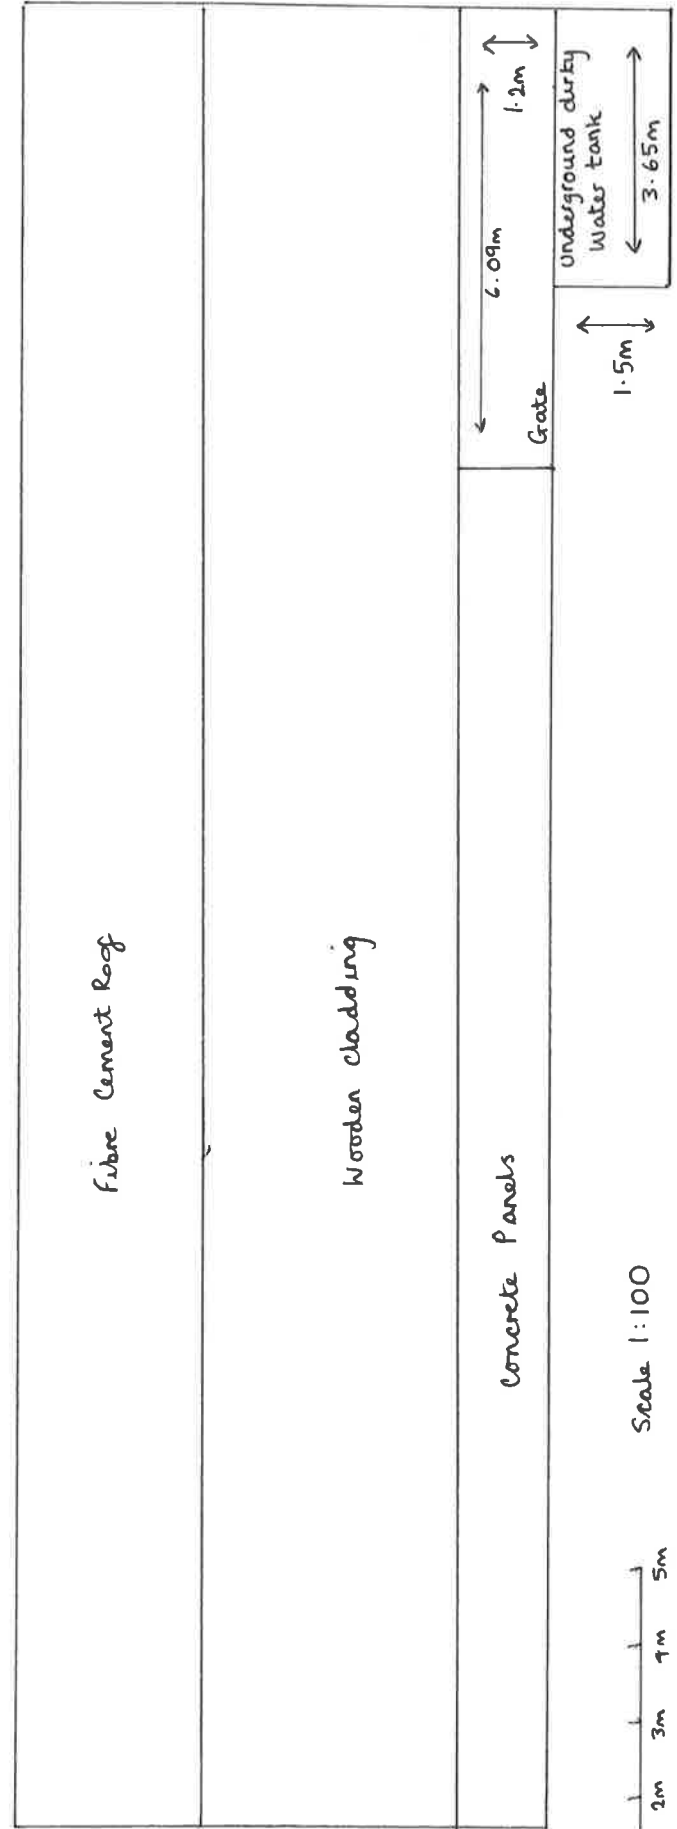 Fibre Cement Roof
Wooden cladding
Concrete Panels
Gate
6.09m
1.2m
Underground dirty
Water tank
3.65m
1.5m
Scale 1:100
2m 3m 4m 5m